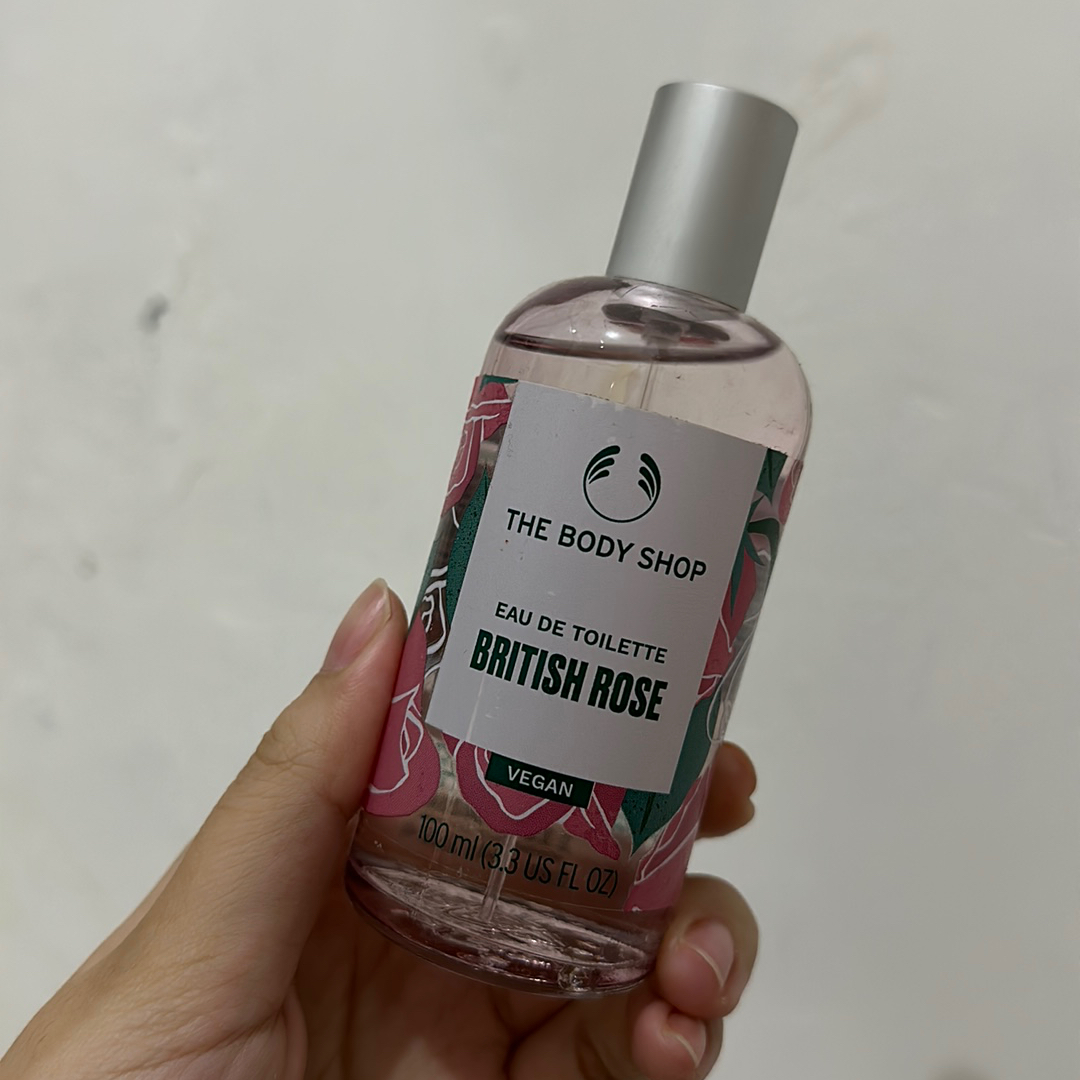 THE BODY SHOP
EAU DE TOILETTE
BRITISH ROSE
VEGAN
100 ml (3.3 US FL OZ)